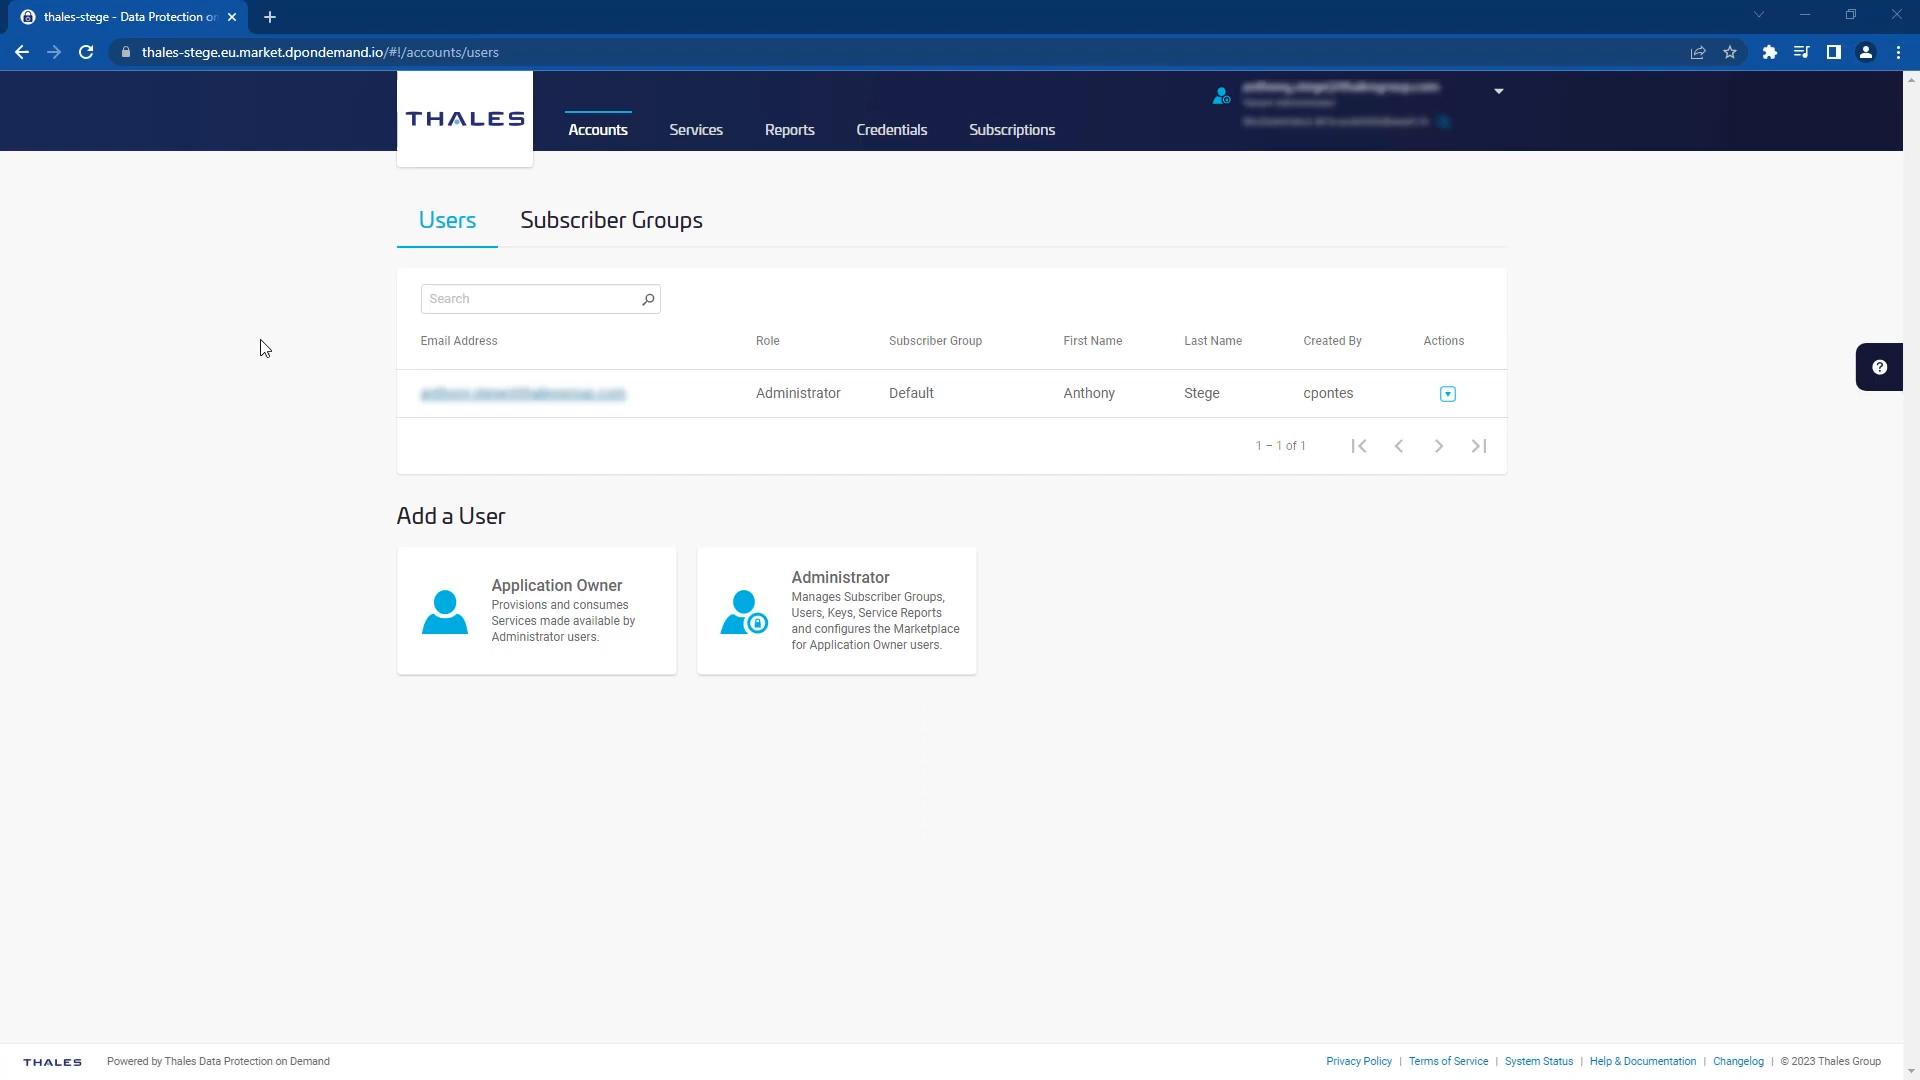 thales-stege - Data Protection on
thales-stege.eu.market.dpondemand.io/#!/accounts/users
THALES
Accounts Services Reports Credentials Subscriptions
Users Subscriber Groups
Search
Email Address Role Subscriber Group First Name Last Name Created By Actions
Administrator Default Anthony Stege cpontes
1 – 1 of 1
Add a User
Application Owner
Provisions and consumes
Services made available by
Administrator users.
Administrator
Manages Subscriber Groups,
Users, Keys, Service Reports
and configures the Marketplace
for Application Owner users.
THALES Powered by Thales Data Protection on Demand
Privacy Policy | Terms of Service | System Status | Help & Documentation | Changelog | © 2023 Thales Group